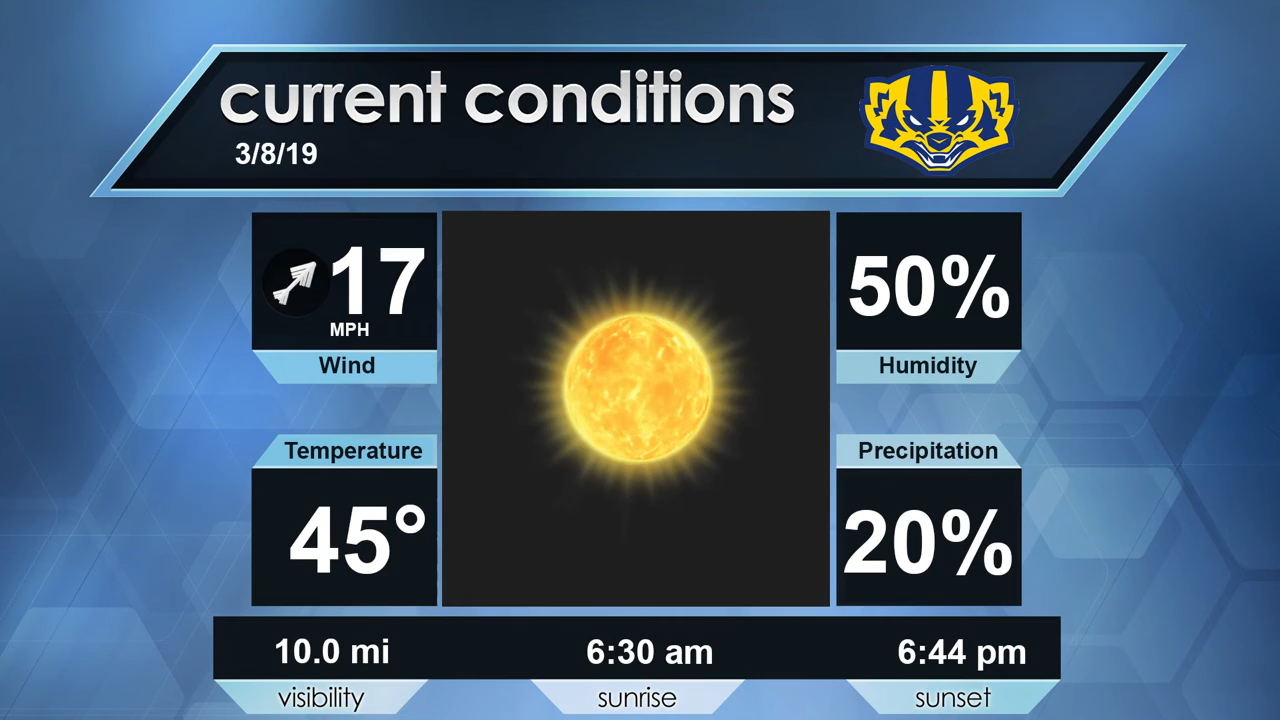 current conditions
3/8/19
17
MPH
Wind
50%
Humidity
Temperature
45°
Precipitation
20%
10.0 mi
6:30 am
6:44 pm
visibility
sunrise
sunset